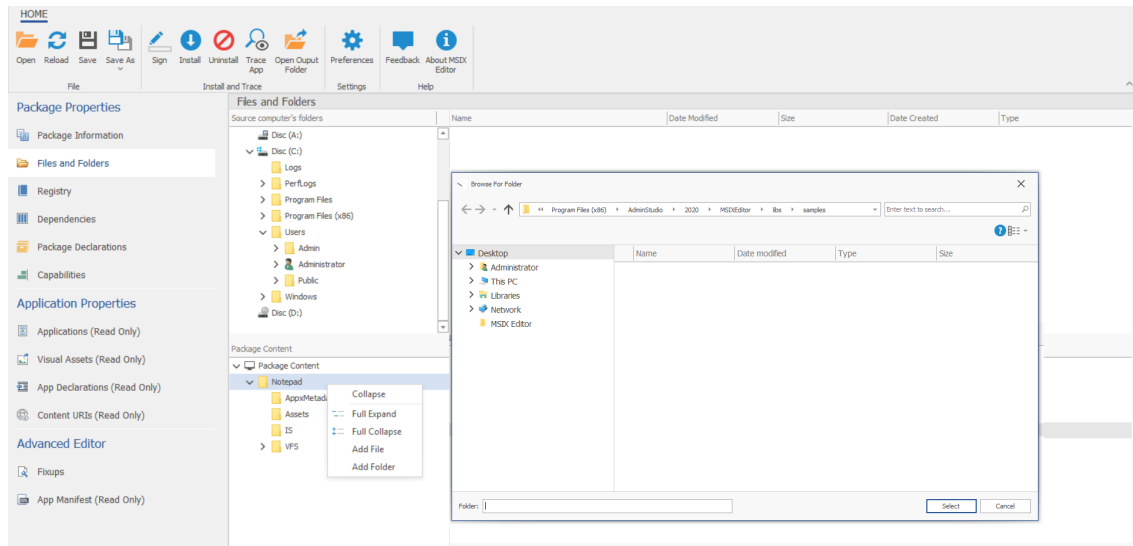 HOME
Open Reload Save Save As Sign Install Uninstall Trace App Open Ouput Folder Preferences Feedback About MSIX Editor
File Install and Trace Settings Help
Package Properties
Package Information
Files and Folders
Registry
Dependencies
Package Declarations
Capabilities
Application Properties
Applications (Read Only)
Visual Assets (Read Only)
App Declarations (Read Only)
Content URIs (Read Only)
Advanced Editor
Fixups
App Manifest (Read Only)
Files and Folders
Source computer's folders
Name Date Modified Size Date Created Type
Disc (A:)
Disc (C:)
Logs
PerfLogs
Program Files
Program Files (x86)
Users
Admin
Administrator
Public
Windows
Disc (D:)
Package Content
Package Content
Notepad
AppxMetada
Assets
IS
VFS
Collapse
Full Expand
Full Collapse
Add File
Add Folder
Browse For Folder
Program Files (x86) AdminStudio 2020 MSIXEditor libs samples Enter text to search...
Desktop Name Date modified Type Size
Administrator
This PC
Libraries
Network
MSIX Editor
Folder: Select Cancel